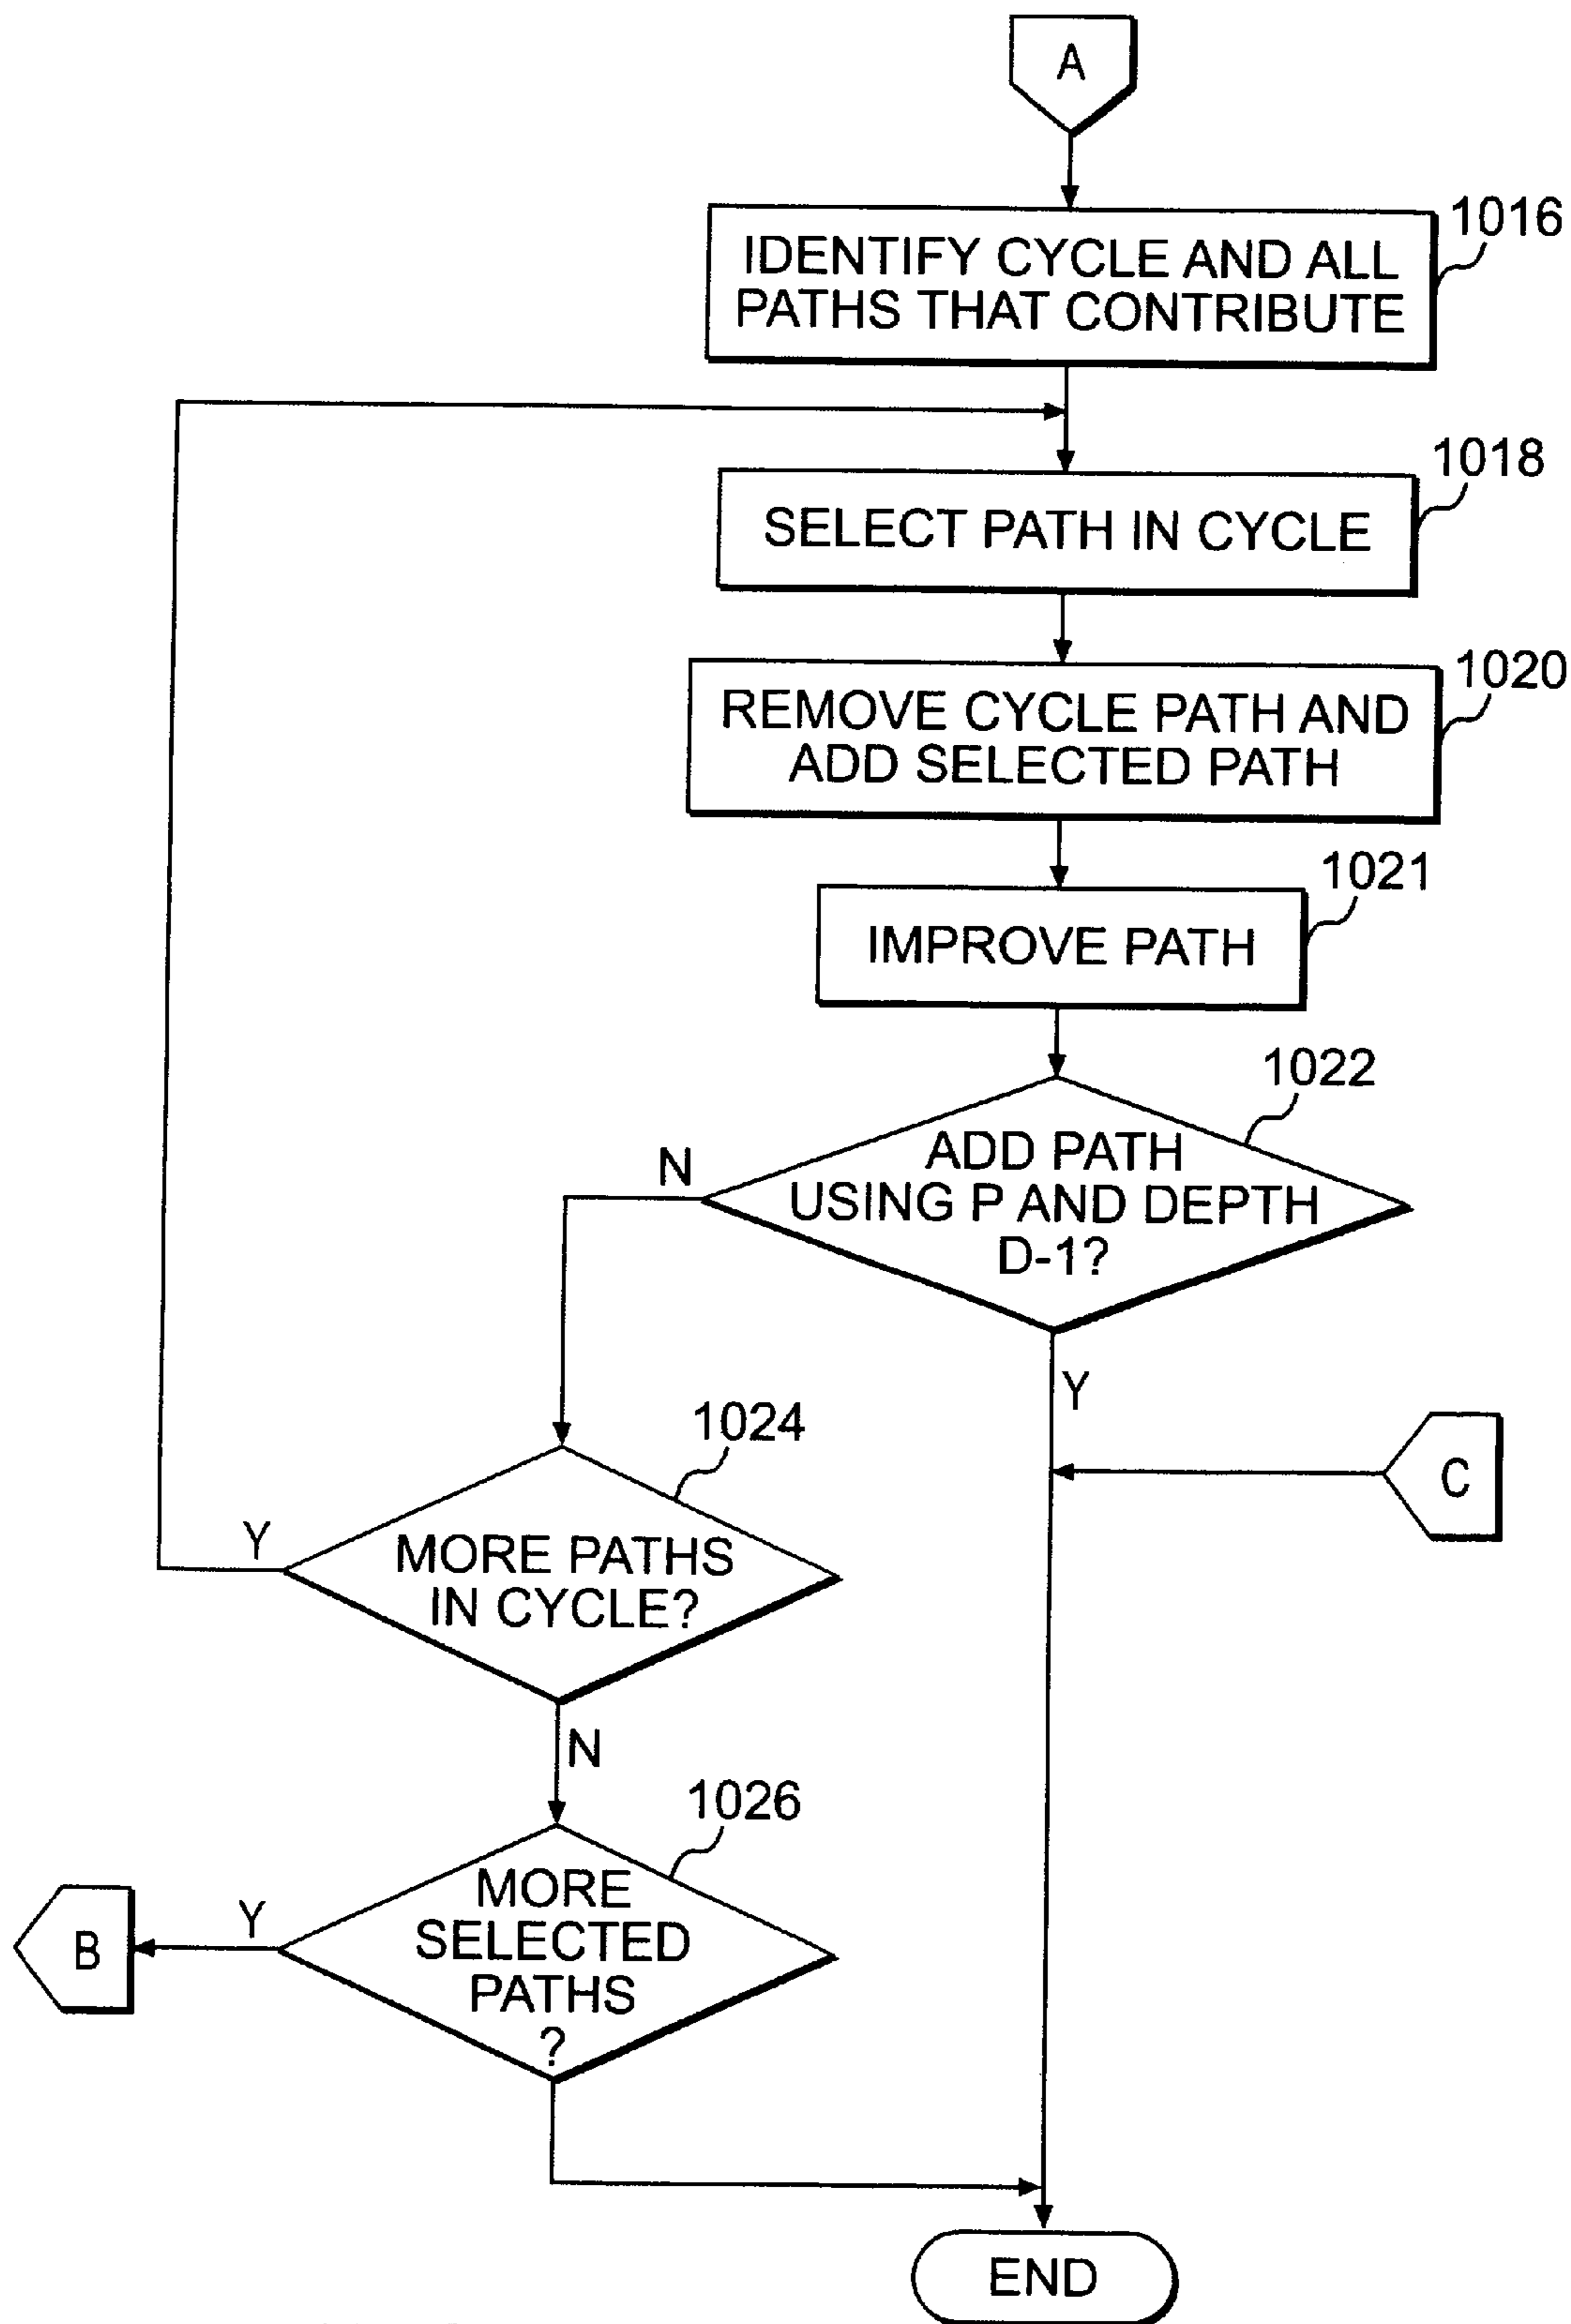 A
1016
IDENTIFY CYCLE AND ALL
PATHS THAT CONTRIBUTE
1018
SELECT PATH IN CYCLE
1020
REMOVE CYCLE PATH AND
ADD SELECTED PATH
1021
IMPROVE PATH
1022
ADD PATH
USING P AND DEPTH
D-1?
N
Y
C
1024
MORE PATHS
IN CYCLE?
Y
N
1026
MORE
SELECTED
PATHS
?
Y
B
END